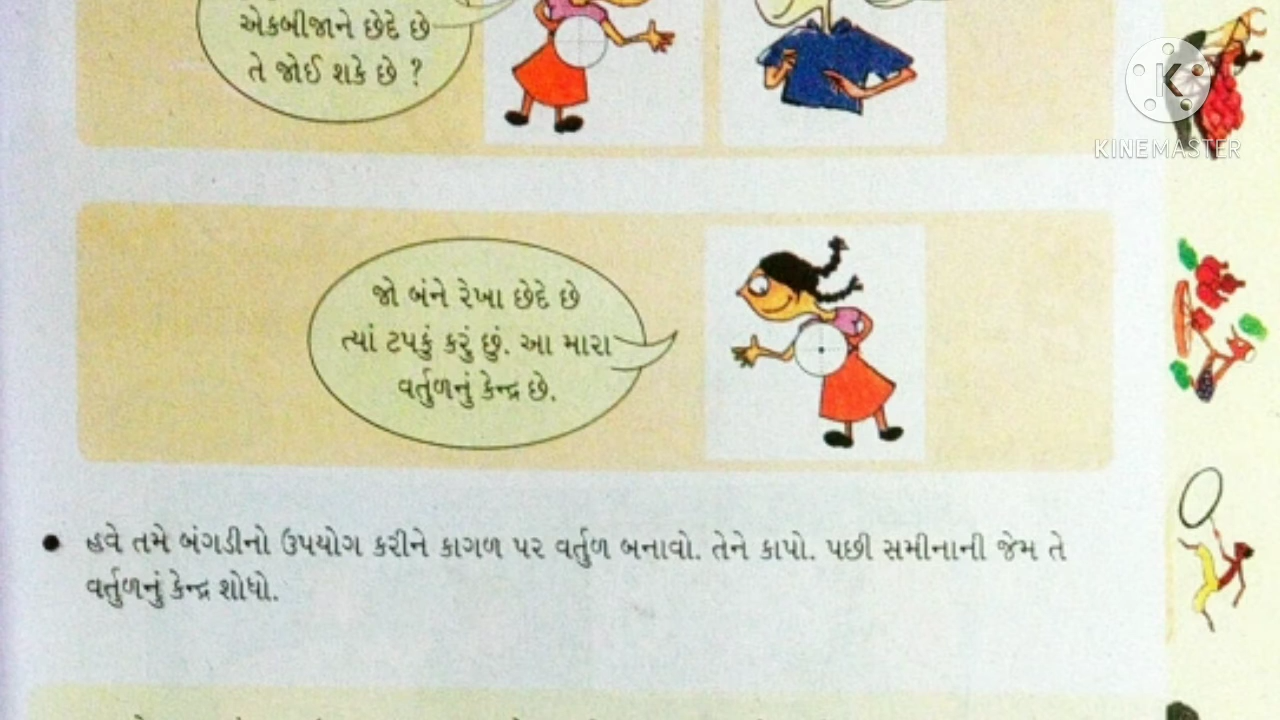 એકબીજાને છેદે છે
તે જોઈ શકે છે ?
KINEMASTER
જો બંને રેખા છેદે છે
ત્યાં ટપકું કરું છું. આ મારા
વર્તુળનું કેન્દ્ર છે.
● હવે તમે બંગડીનો ઉપયોગ કરીને કાગળ પર વર્તુળ બનાવો. તેને કાપો. પછી સમીનાની જેમ તે
વર્તુળનું કેન્દ્ર શોધો.